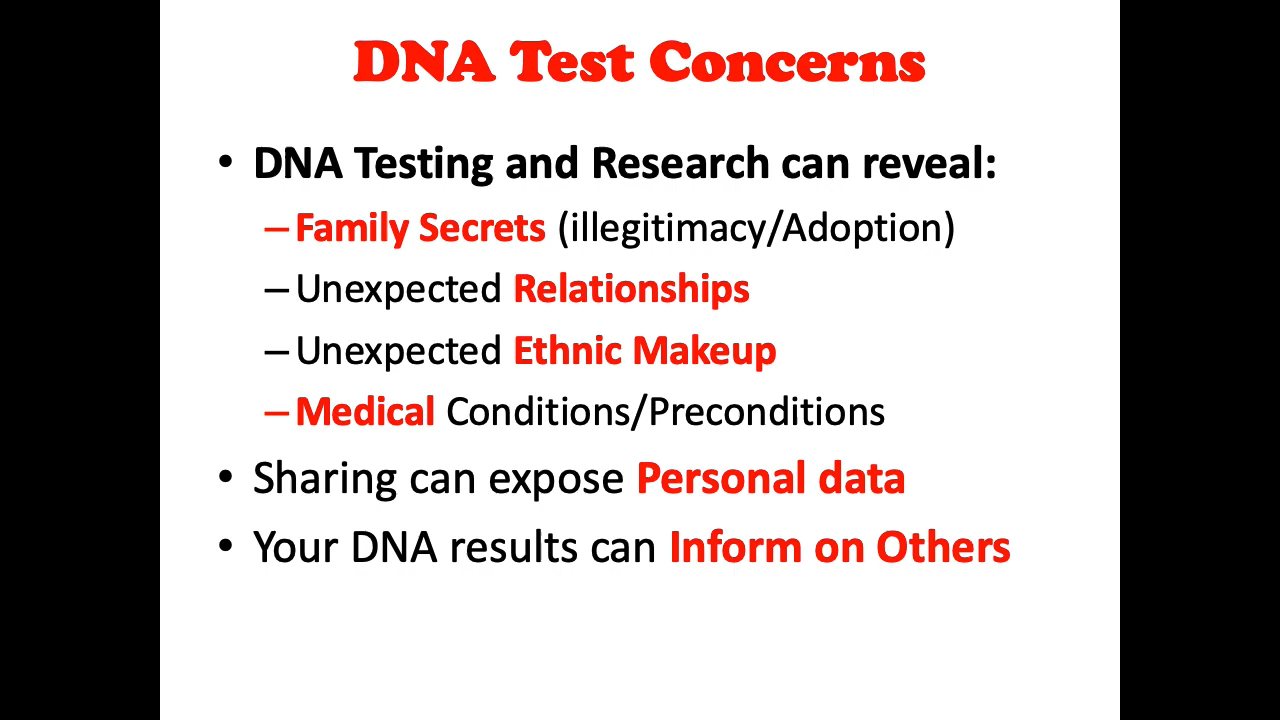 DNA Test Concerns
• DNA Testing and Research can reveal:
–Family Secrets (illegitimacy/Adoption)
–Unexpected Relationships
–Unexpected Ethnic Makeup
–Medical Conditions/Preconditions
• Sharing can expose Personal data
• Your DNA results can Inform on Others